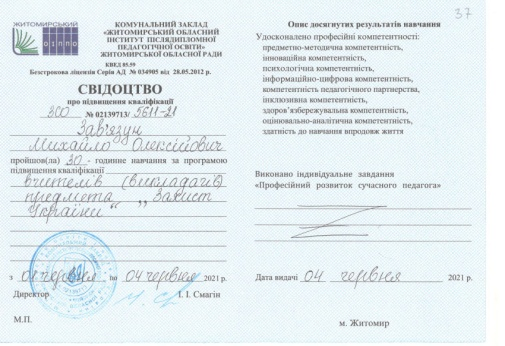 37
ЖИТОМИРСЬКИЙ
ОІППО
КОМУНАЛЬНИЙ ЗАКЛАД
«ЖИТОМИРСЬКИЙ ОБЛАСНИЙ
ІНСТИТУТ ПІСЛЯДИПЛОМНОЇ
ПЕДАГОГІЧНОЇ ОСВІТИ»
ЖИТОМИРСЬКОЇ ОБЛАСНОЇ РАДИ
КВЕД 85.59
Безстрокова ліцензія Серія АД № 034905 від 28.05.2012 р.
СВІДОЦТВО
про підвищення кваліфікації
ЗСО № 02139713/ 5611-21
Зав'язун
Михайло Олексійович
пройшов(ла) 30 - годинне навчання за програмою
підвищення кваліфікації
вчителів (викладачів)
предмета „Захист
України"
з 01 червня по 04 червня 2021 р.
Директор І. І. Смагін
М.П.
Опис досягнутих результатів навчання
Удосконалено професійні компетентності:
предметно-методична компетентність,
інноваційна компетентність,
психологічна компетентність,
інформаційно-цифрова компетентність,
компетентність педагогічного партнерства,
інклюзивна компетентність,
здоров'язбережувальна компетентність,
оцінювально-аналітична компетентність,
здатність до навчання впродовж життя
Виконано індивідуальне завдання
«Професійний розвиток сучасного педагога»
Дата видачі 04 червня 2021 р.
м. Житомир